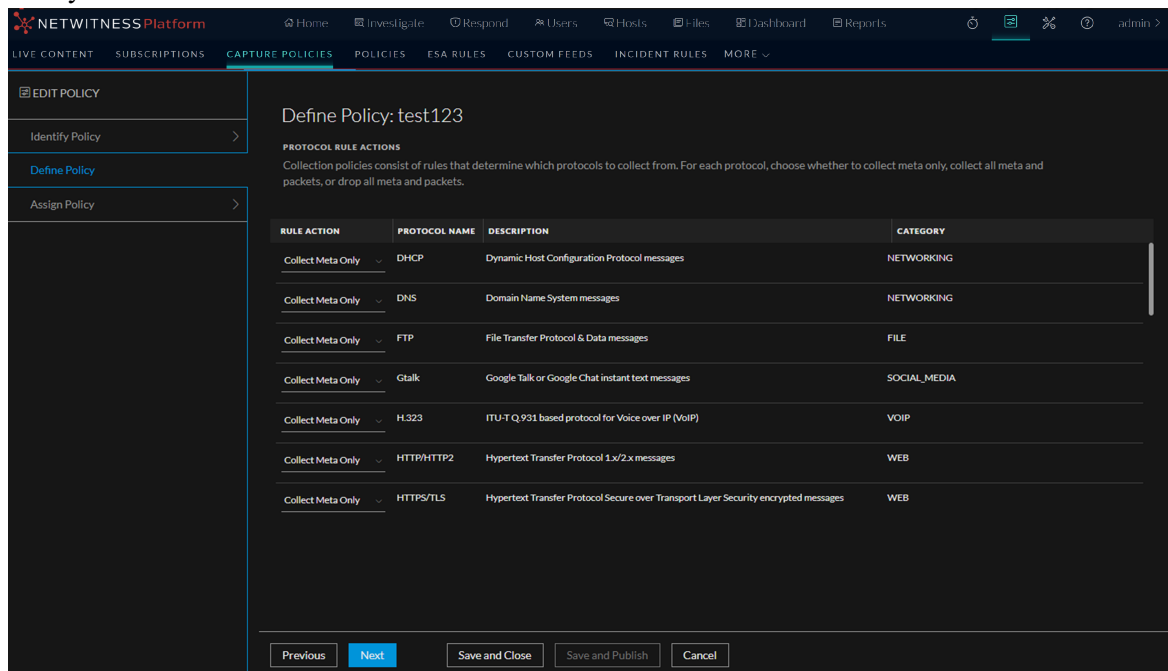 NETWITNESS Platform
Home Investigate Respond Users Hosts Files Dashboard Reports admin >
LIVE CONTENT SUBSCRIPTIONS CAPTURE POLICIES POLICIES ESA RULES CUSTOM FEEDS INCIDENT RULES MORE
EDIT POLICY
Identify Policy
Define Policy
Assign Policy
Define Policy: test123
PROTOCOL RULE ACTIONS
Collection policies consist of rules that determine which protocols to collect from. For each protocol, choose whether to collect meta only, collect all meta and
packets, or drop all meta and packets.
RULE ACTION PROTOCOL NAME DESCRIPTION CATEGORY
Collect Meta Only DHCP Dynamic Host Configuration Protocol messages NETWORKING
Collect Meta Only DNS Domain Name System messages NETWORKING
Collect Meta Only FTP File Transfer Protocol & Data messages FILE
Collect Meta Only Gtalk Google Talk or Google Chat instant text messages SOCIAL_MEDIA
Collect Meta Only H.323 ITU-T Q.931 based protocol for Voice over IP (VoIP) VOIP
Collect Meta Only HTTP/HTTP2 Hypertext Transfer Protocol 1.x/2.x messages WEB
Collect Meta Only HTTPS/TLS Hypertext Transfer Protocol Secure over Transport Layer Security encrypted messages WEB
Previous Next Save and Close Save and Publish Cancel